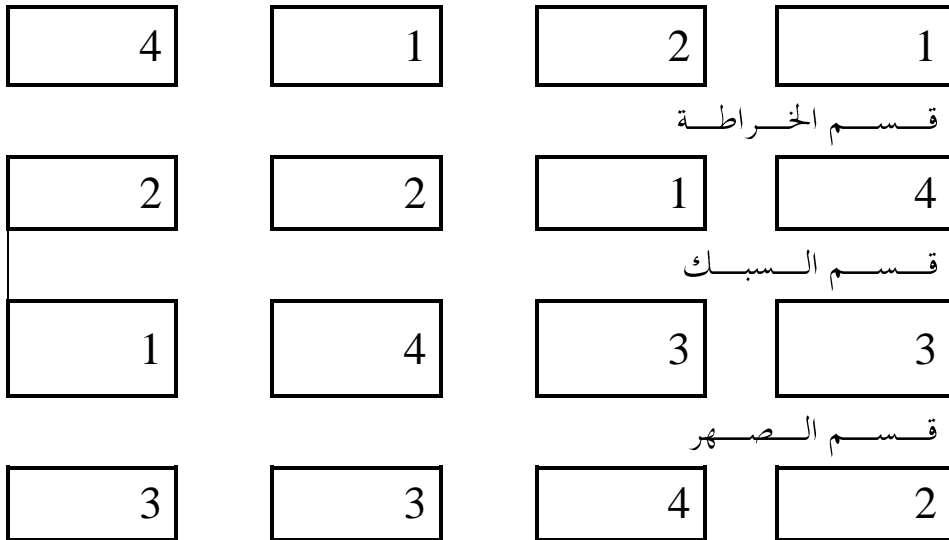 1 2 1 4
قسم الخراطة
4 1 2 2
قسم السبك
3 3 4 1
قسم الصهر
2 4 3 3